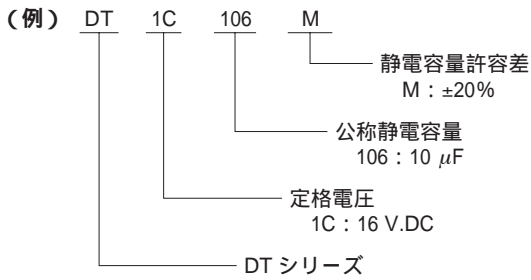 （例） DT 1C 106 M
静電容量許容差
M：±20%
公称静電容量
106：10 μF
定格電圧
1C：16 V.DC
DT シリーズ